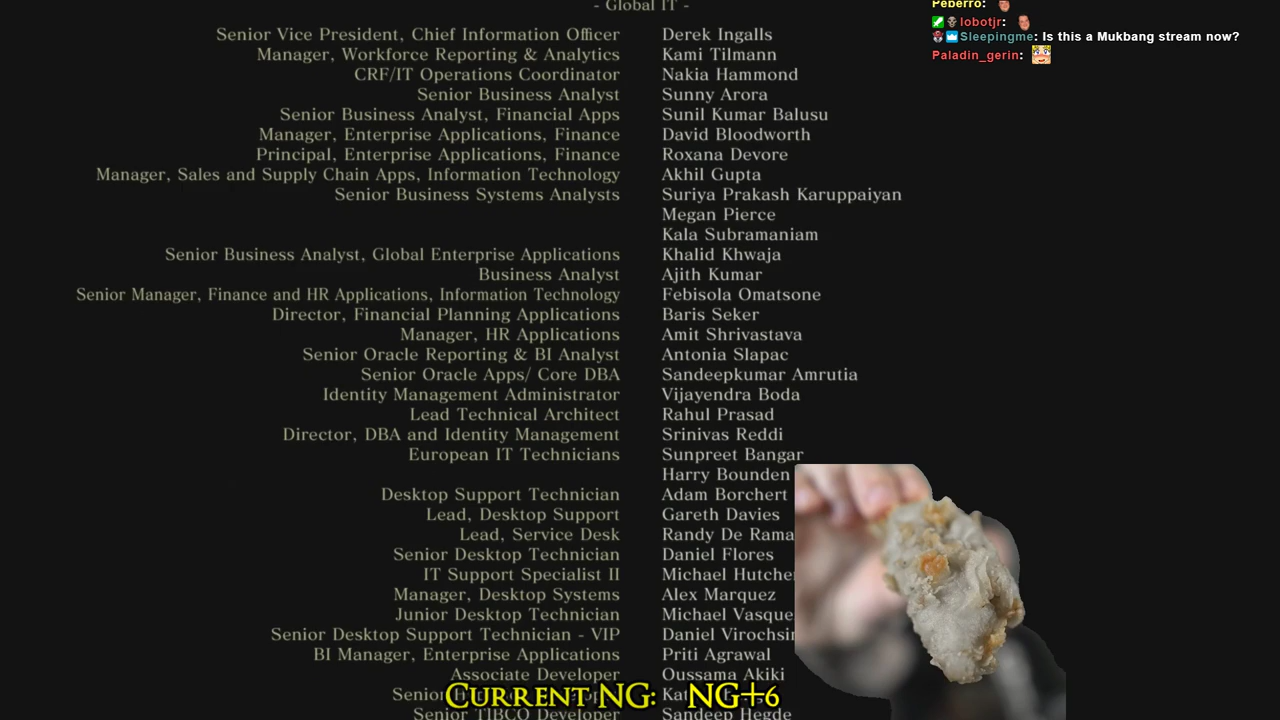 - Global IT -
Senior Vice President, Chief Information Officer Derek Ingalls
Manager, Workforce Reporting & Analytics Kami Tilmann
CRF/IT Operations Coordinator Nakia Hammond
Senior Business Analyst Sunny Arora
Senior Business Analyst, Financial Apps Sunil Kumar Balusu
Manager, Enterprise Applications, Finance David Bloodworth
Principal, Enterprise Applications, Finance Roxana Devore
Manager, Sales and Supply Chain Apps, Information Technology Akhil Gupta
Senior Business Systems Analysts Suriya Prakash Karuppaiyan
Megan Pierce
Kala Subramaniam
Senior Business Analyst, Global Enterprise Applications Khalid Khwaja
Business Analyst Ajith Kumar
Senior Manager, Finance and HR Applications, Information Technology Febisola Omatsone
Director, Financial Planning Applications Baris Seker
Manager, HR Applications Amit Shrivastava
Senior Oracle Reporting & BI Analyst Antonia Slapac
Senior Oracle Apps/ Core DBA Sandeepkumar Amrutia
Identity Management Administrator Vijayendra Boda
Lead Technical Architect Rahul Prasad
Director, DBA and Identity Management Srinivas Reddi
European IT Technicians Sunpreet Bangar
Harry Bounden
Desktop Support Technician Adam Borchert
Lead, Desktop Support Gareth Davies
Lead, Service Desk Randy De Rama
Senior Desktop Technician Daniel Flores
IT Support Specialist II Michael
Manager, Desktop Systems Alex Marquez
Junior Desktop Technician Michael
Senior Desktop Support Technician - VIP Daniel
BI Manager, Enterprise Applications Priti Agrawal
Associate Developer Oussama Akiki
Senior TIBCO Developer Sandeep Hegde
Current NG: NG+6
Peberro:
lobotjr:
Sleepingme: Is this a Mukbang stream now?
Paladin_gerin: